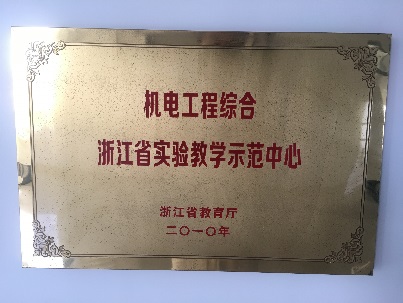 机电工程综合
浙江省实验教学示范中心
浙江省教育厅
二〇一〇年